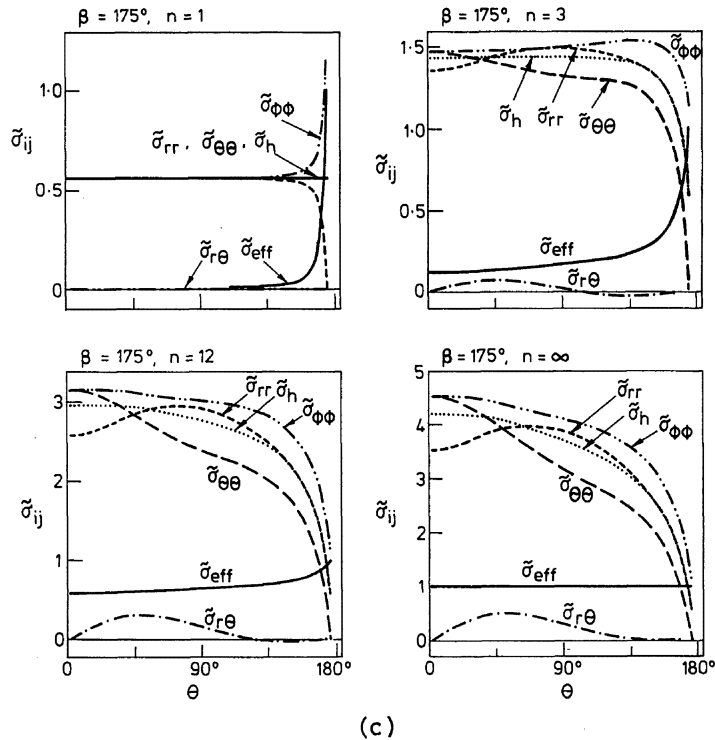 β = 175°, n = 1
σ̃ij
1·0
0·5
0
σ̃ΦΦ
σ̃rr , σ̃ΘΘ , σ̃h
σ̃rΘ
σ̃eff
β = 175°, n = 3
σ̃ij
1·5
1·0
0·5
0
σ̃ΦΦ
σ̃h
σ̃rr
σ̃ΘΘ
σ̃eff
σ̃rΘ
β = 175°, n = 12
σ̃ij
3
2
1
0
σ̃rr
σ̃h
σ̃ΦΦ
σ̃ΘΘ
σ̃eff
σ̃rΘ
0
90°
180°
Θ
β = 175°, n = ∞
σ̃ij
5
4
3
2
1
0
σ̃rr
σ̃h
σ̃ΦΦ
σ̃ΘΘ
σ̃eff
σ̃rΘ
0
90°
180°
Θ
(c)